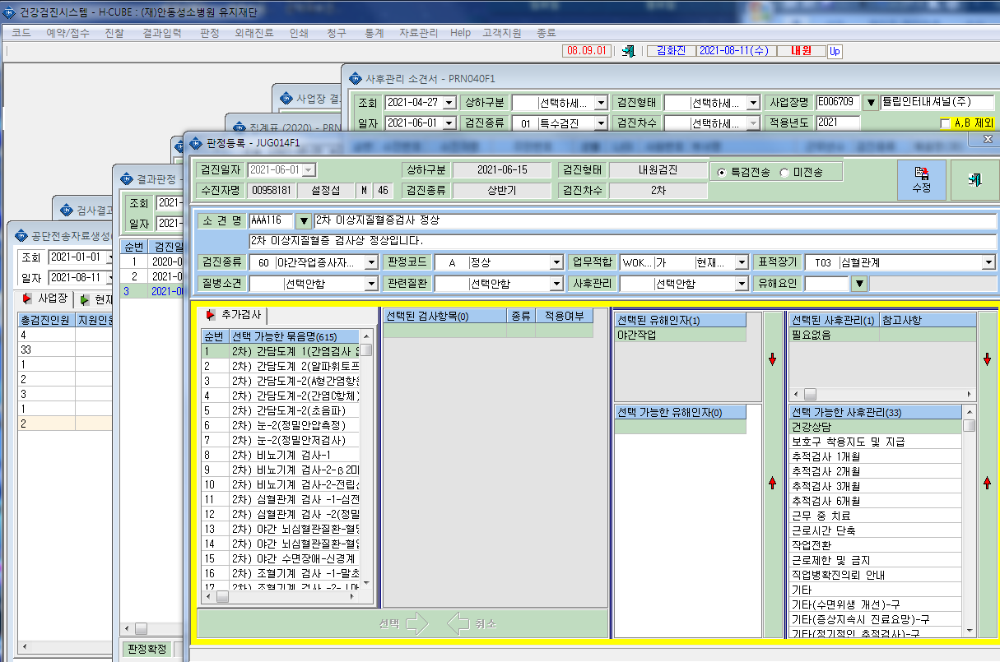 건강검진시스템 - H-CUBE : (재)안동성소병원 유지재단
코드 예약/접수 진찰 결과입력 판정 외래진료 인쇄 청구 통계 자료관리 Help 고객지원 종료
08.09.01 김화진 2021-08-11(수) 내원 Up
사후관리 소견서 - PRN040F1
조회 2021-04-27 상하구분 선택하세... 검진형태 선택하세... 사업장명 E006709 튤립인터내셔널(주)
일자 2021-06-01 검진종류 01 특수검진 검진차수 선택하세... 적용년도 2021
A,B 제외
사업장 결
집계표 (2020) - PRN
판정등록 - JUG014F1
검진일자 2021-06-01 상하구분 2021-06-15 검진형태 내원검진 특검전송 미전송
수진자명 00958181 설정섭 M 46 검진종류 상반기 검진차수 2차
수정
소 견 명 AAA116 2차 이상지질혈증검사 정상
2차 이상지질혈증 검사상 정상입니다.
검진종류 60 야간작업종사자... 판정코드 A 정상 업무적합 WOK... 가 현재... 표적장기 T03 심혈관계
질병소견 선택안함 관련질환 선택안함 사후관리 선택안함 유해요인
결과판정 -
조회 2021-
일자 2021-
순번 검진일
1 2020-0
2 2021-0
3 2021-0
판정확정
검사결과
공단전송자료생성(
조회 2021-01-01
일자 2021-08-11
사업장 현재
총검진인원 지원인원
4
33
1
2
3
1
2
추가검사
순번 선택 가능한 묶음명(615)
1 2차) 간담도계 1(간염검사
2 2차) 간담도계 2(알파휘토프
3 2차) 간담도계-2(A형간염항원
4 2차) 간담도계-2(간염C항체)
5 2차) 간담도계-2(초음파)
6 2차) 눈-2(정밀안압측정)
7 2차) 눈-2(정밀안저검사)
8 2차) 비뇨기계 검사-1
9 2차) 비뇨기계 검사-2-β2마
10 2차) 비뇨기계 검사-2-전립선
11 2차) 심혈관계 검사 -1-심전
12 2차) 심혈관계 검사 -2(정밀
13 2차) 야간 뇌심혈관질환-혈당
14 2차) 야간 뇌심혈관질환-혈압
15 2차) 야간 수면장애-신경계
16 2차) 조혈기계 검사 -1-말초
17 2차) 조혈기계 검사 -2-
선택된 검사항목(0) 종류 적용여부
선택 취소
선택된 유해인자(1)
야간작업
선택 가능한 유해인자(0)
선택된 사후관리(1) 참고사항
필요없음
선택 가능한 사후관리(33)
건강상담
보호구 착용지도 및 지급
추적검사 1개월
추적검사 2개월
추적검사 3개월
추적검사 6개월
근무 중 치료
근로시간 단축
작업전환
근로제한 및 금지
직업병확진의뢰 안내
기타
기타(수면위생 개선)-구
기타(증상지속시 진료요망)-구
기타(정기적인 추적검사)-구